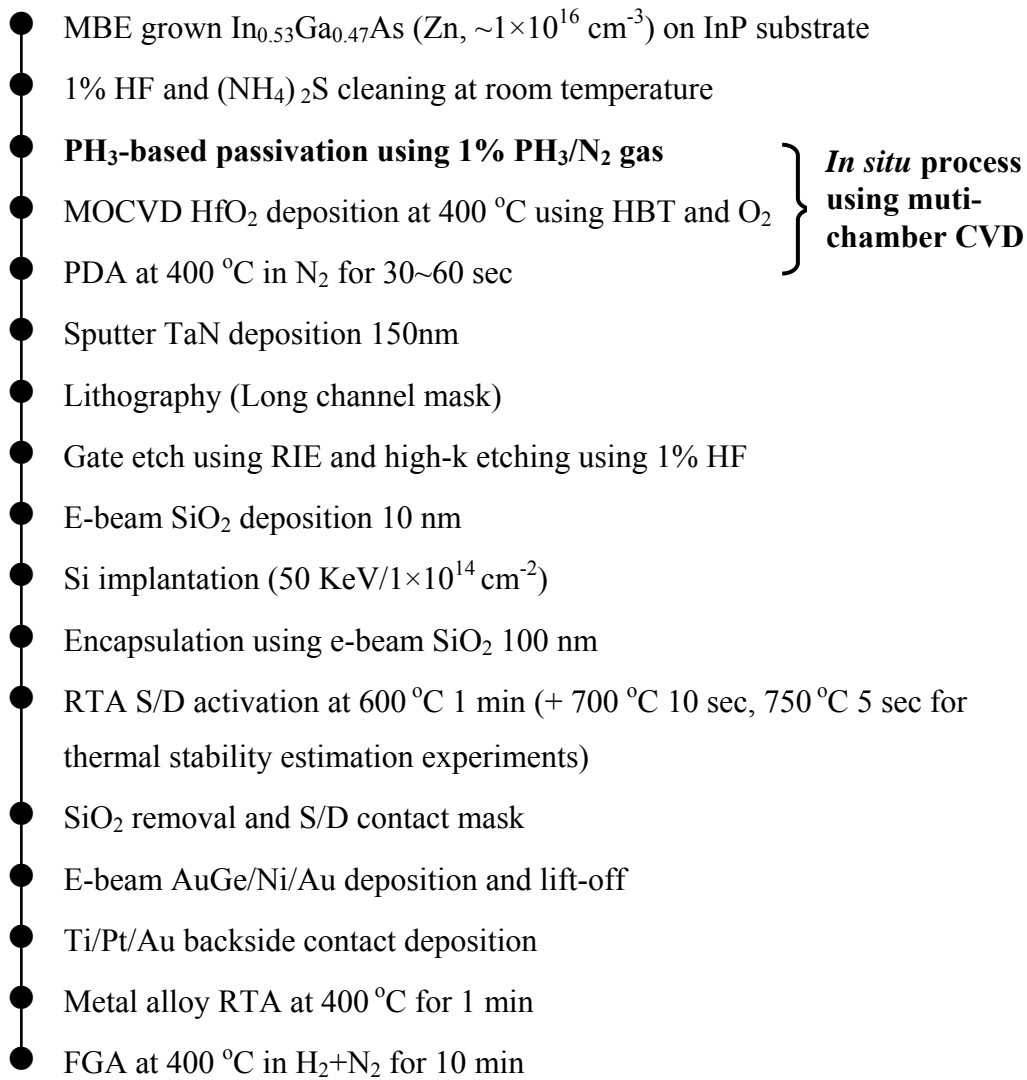 MBE grown In₀.₅₃Ga₀.₄₇As (Zn, ~1×10¹⁶ cm⁻³) on InP substrate
1% HF and (NH₄)₂S cleaning at room temperature
PH₃-based passivation using 1% PH₃/N₂ gas
MOCVD HfO₂ deposition at 400 °C using HBT and O₂
PDA at 400 °C in N₂ for 30~60 sec
In situ process
using muti-
chamber CVD
Sputter TaN deposition 150nm
Lithography (Long channel mask)
Gate etch using RIE and high-k etching using 1% HF
E-beam SiO₂ deposition 10 nm
Si implantation (50 KeV/1×10¹⁴ cm⁻²)
Encapsulation using e-beam SiO₂ 100 nm
RTA S/D activation at 600 °C 1 min (+ 700 °C 10 sec, 750 °C 5 sec for
thermal stability estimation experiments)
SiO₂ removal and S/D contact mask
E-beam AuGe/Ni/Au deposition and lift-off
Ti/Pt/Au backside contact deposition
Metal alloy RTA at 400 °C for 1 min
FGA at 400 °C in H₂+N₂ for 10 min